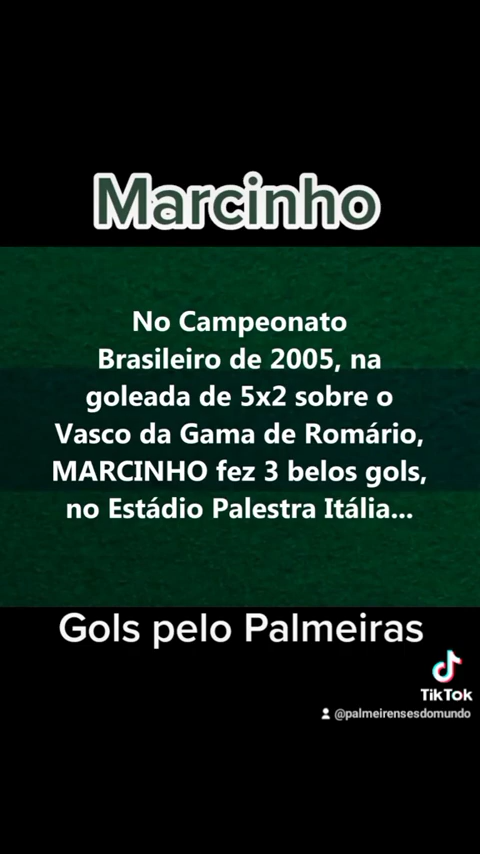 Marcinho
No Campeonato
Brasileiro de 2005, na
goleada de 5x2 sobre o
Vasco da Gama de Romário,
MARCINHO fez 3 belos gols,
no Estádio Palestra Itália...
Gols pelo Palmeiras
TikTok
@palmeirensesdomundo